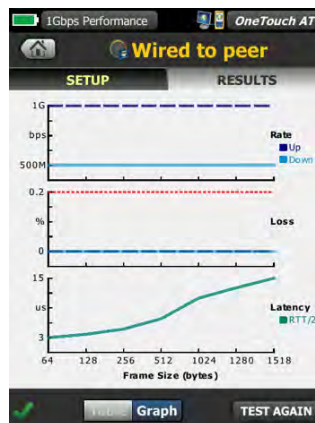 1Gbps Performance
OneTouch AT
Wired to peer
SETUP
RESULTS
1G
bps
500M
Rate
Up
Down
0.2
%
0
Loss
15
us
3
Latency
RTT/2
64 128 256 512 1024 1280 1518
Frame Size (bytes)
Table
Graph
TEST AGAIN